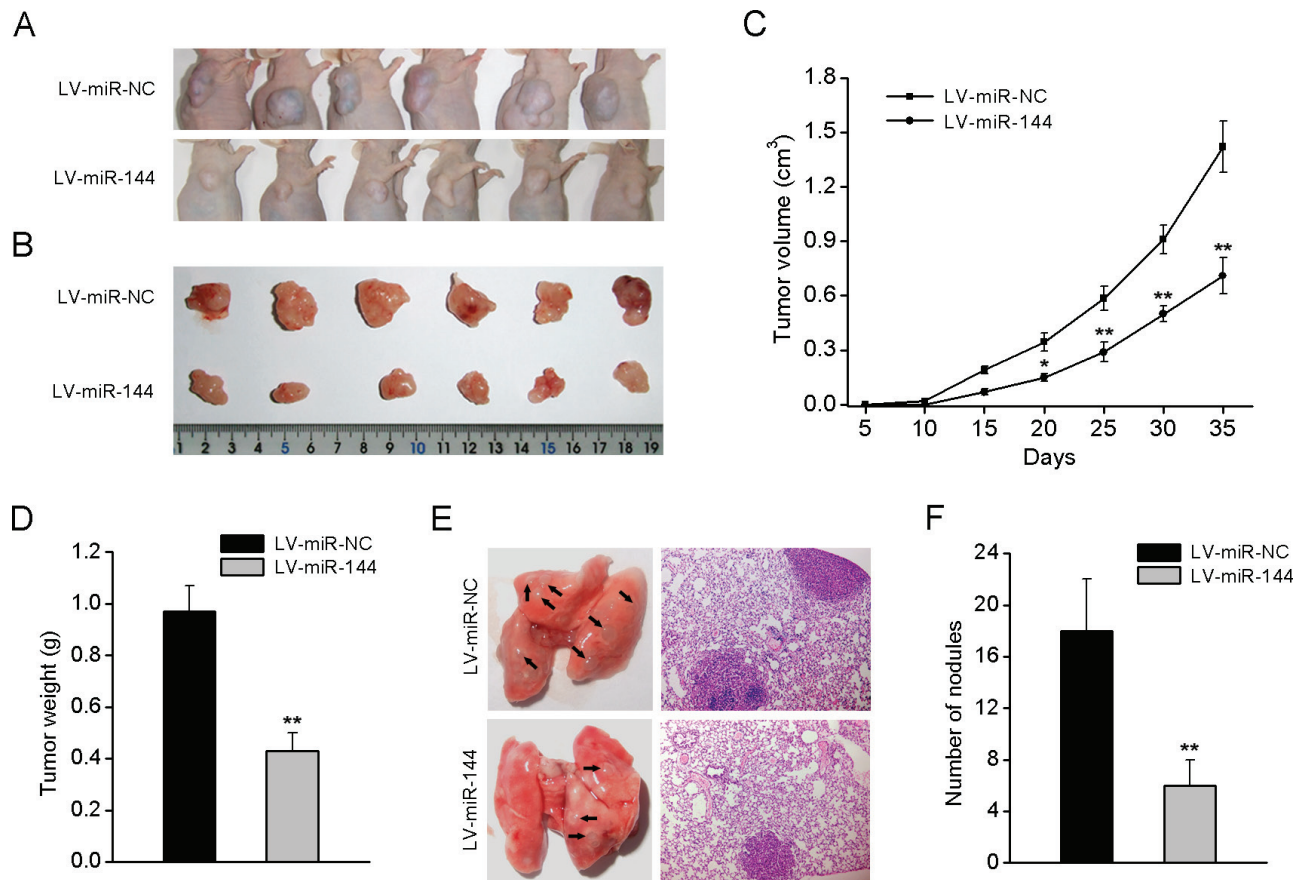 A
LV-miR-NC
LV-miR-144
B
LV-miR-NC
LV-miR-144
1 2 3 4 5 6 7 8 9 10 11 12 13 14 15 16 17 18 19
C
Tumor volume (cm³)
1.8
1.5
1.2
0.9
0.6
0.3
0.0
LV-miR-NC
LV-miR-144
*
**
**
**
5 10 15 20 25 30 35
Days
D
Tumor weight (g)
1.2
1.0
0.8
0.6
0.4
0.2
0.0
LV-miR-NC
LV-miR-144
**
E
LV-miR-NC
LV-miR-144
F
Number of nodules
24
20
16
12
8
4
0
LV-miR-NC
LV-miR-144
**